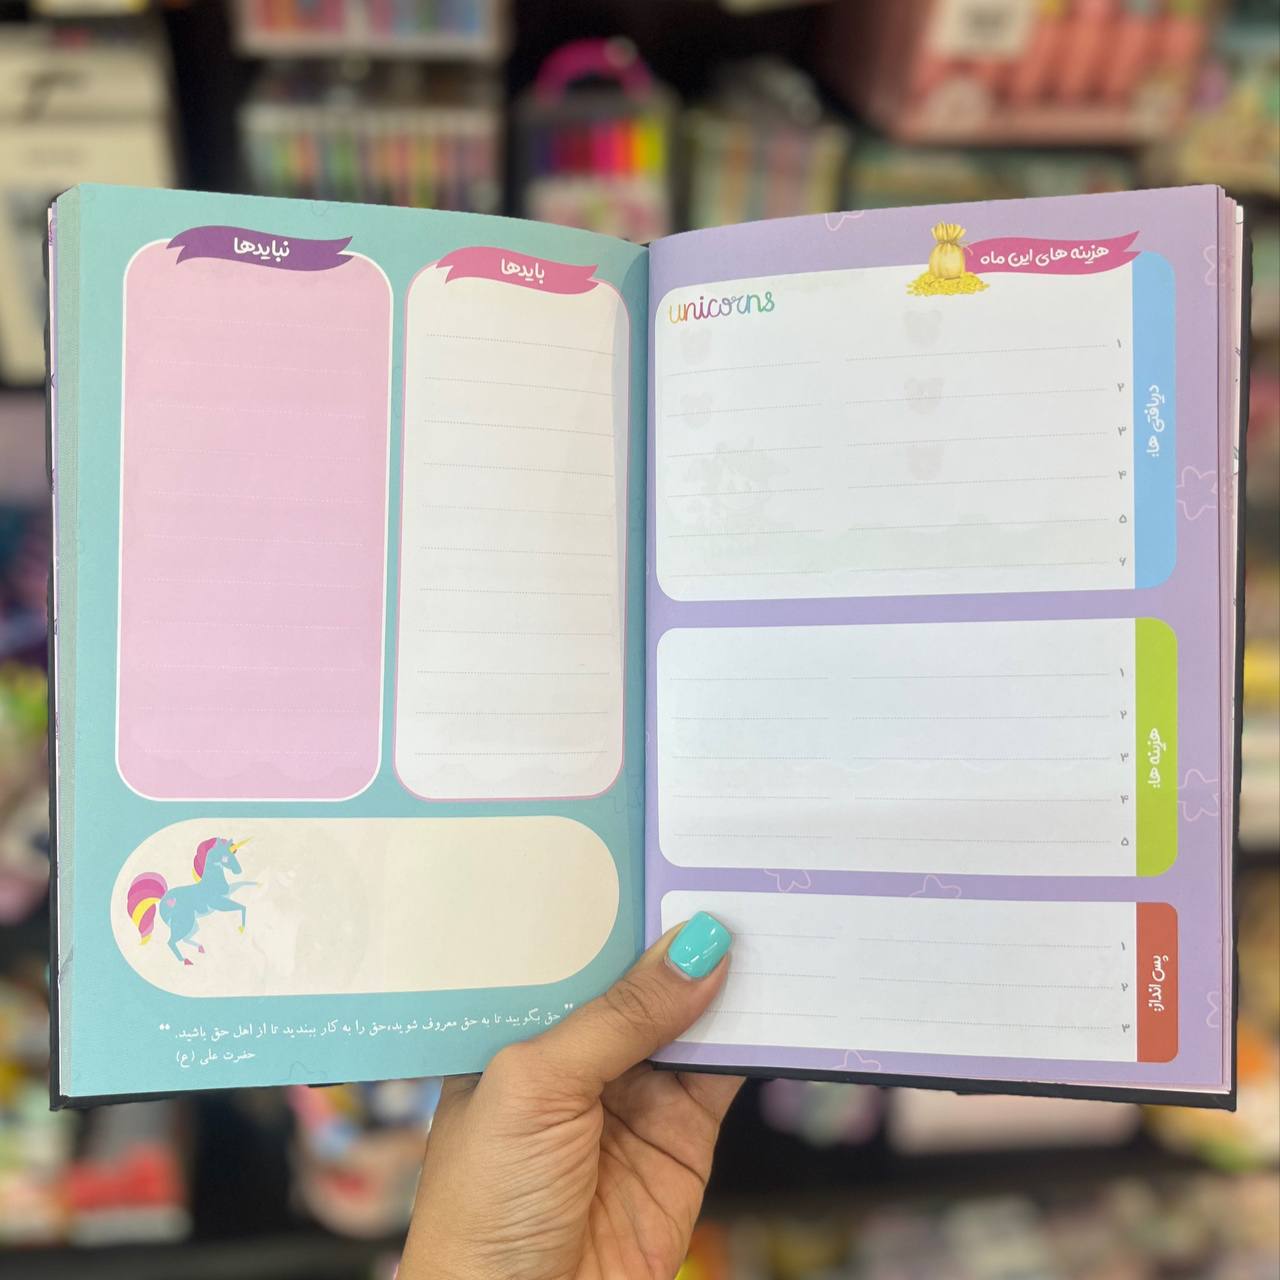 هزینه های این ماه
unicorns
دریافتی ها:
۱
۲
۳
۴
۵
۶
هزینه ها:
۱
۲
۳
۴
۵
پس انداز:
۱
۲
۳
بایدها
نبایدها
"حق بگویید تا به حق معروف شوید،حق را به کار ببندید تا از اهل حق باشید."
حضرت علی (ع)